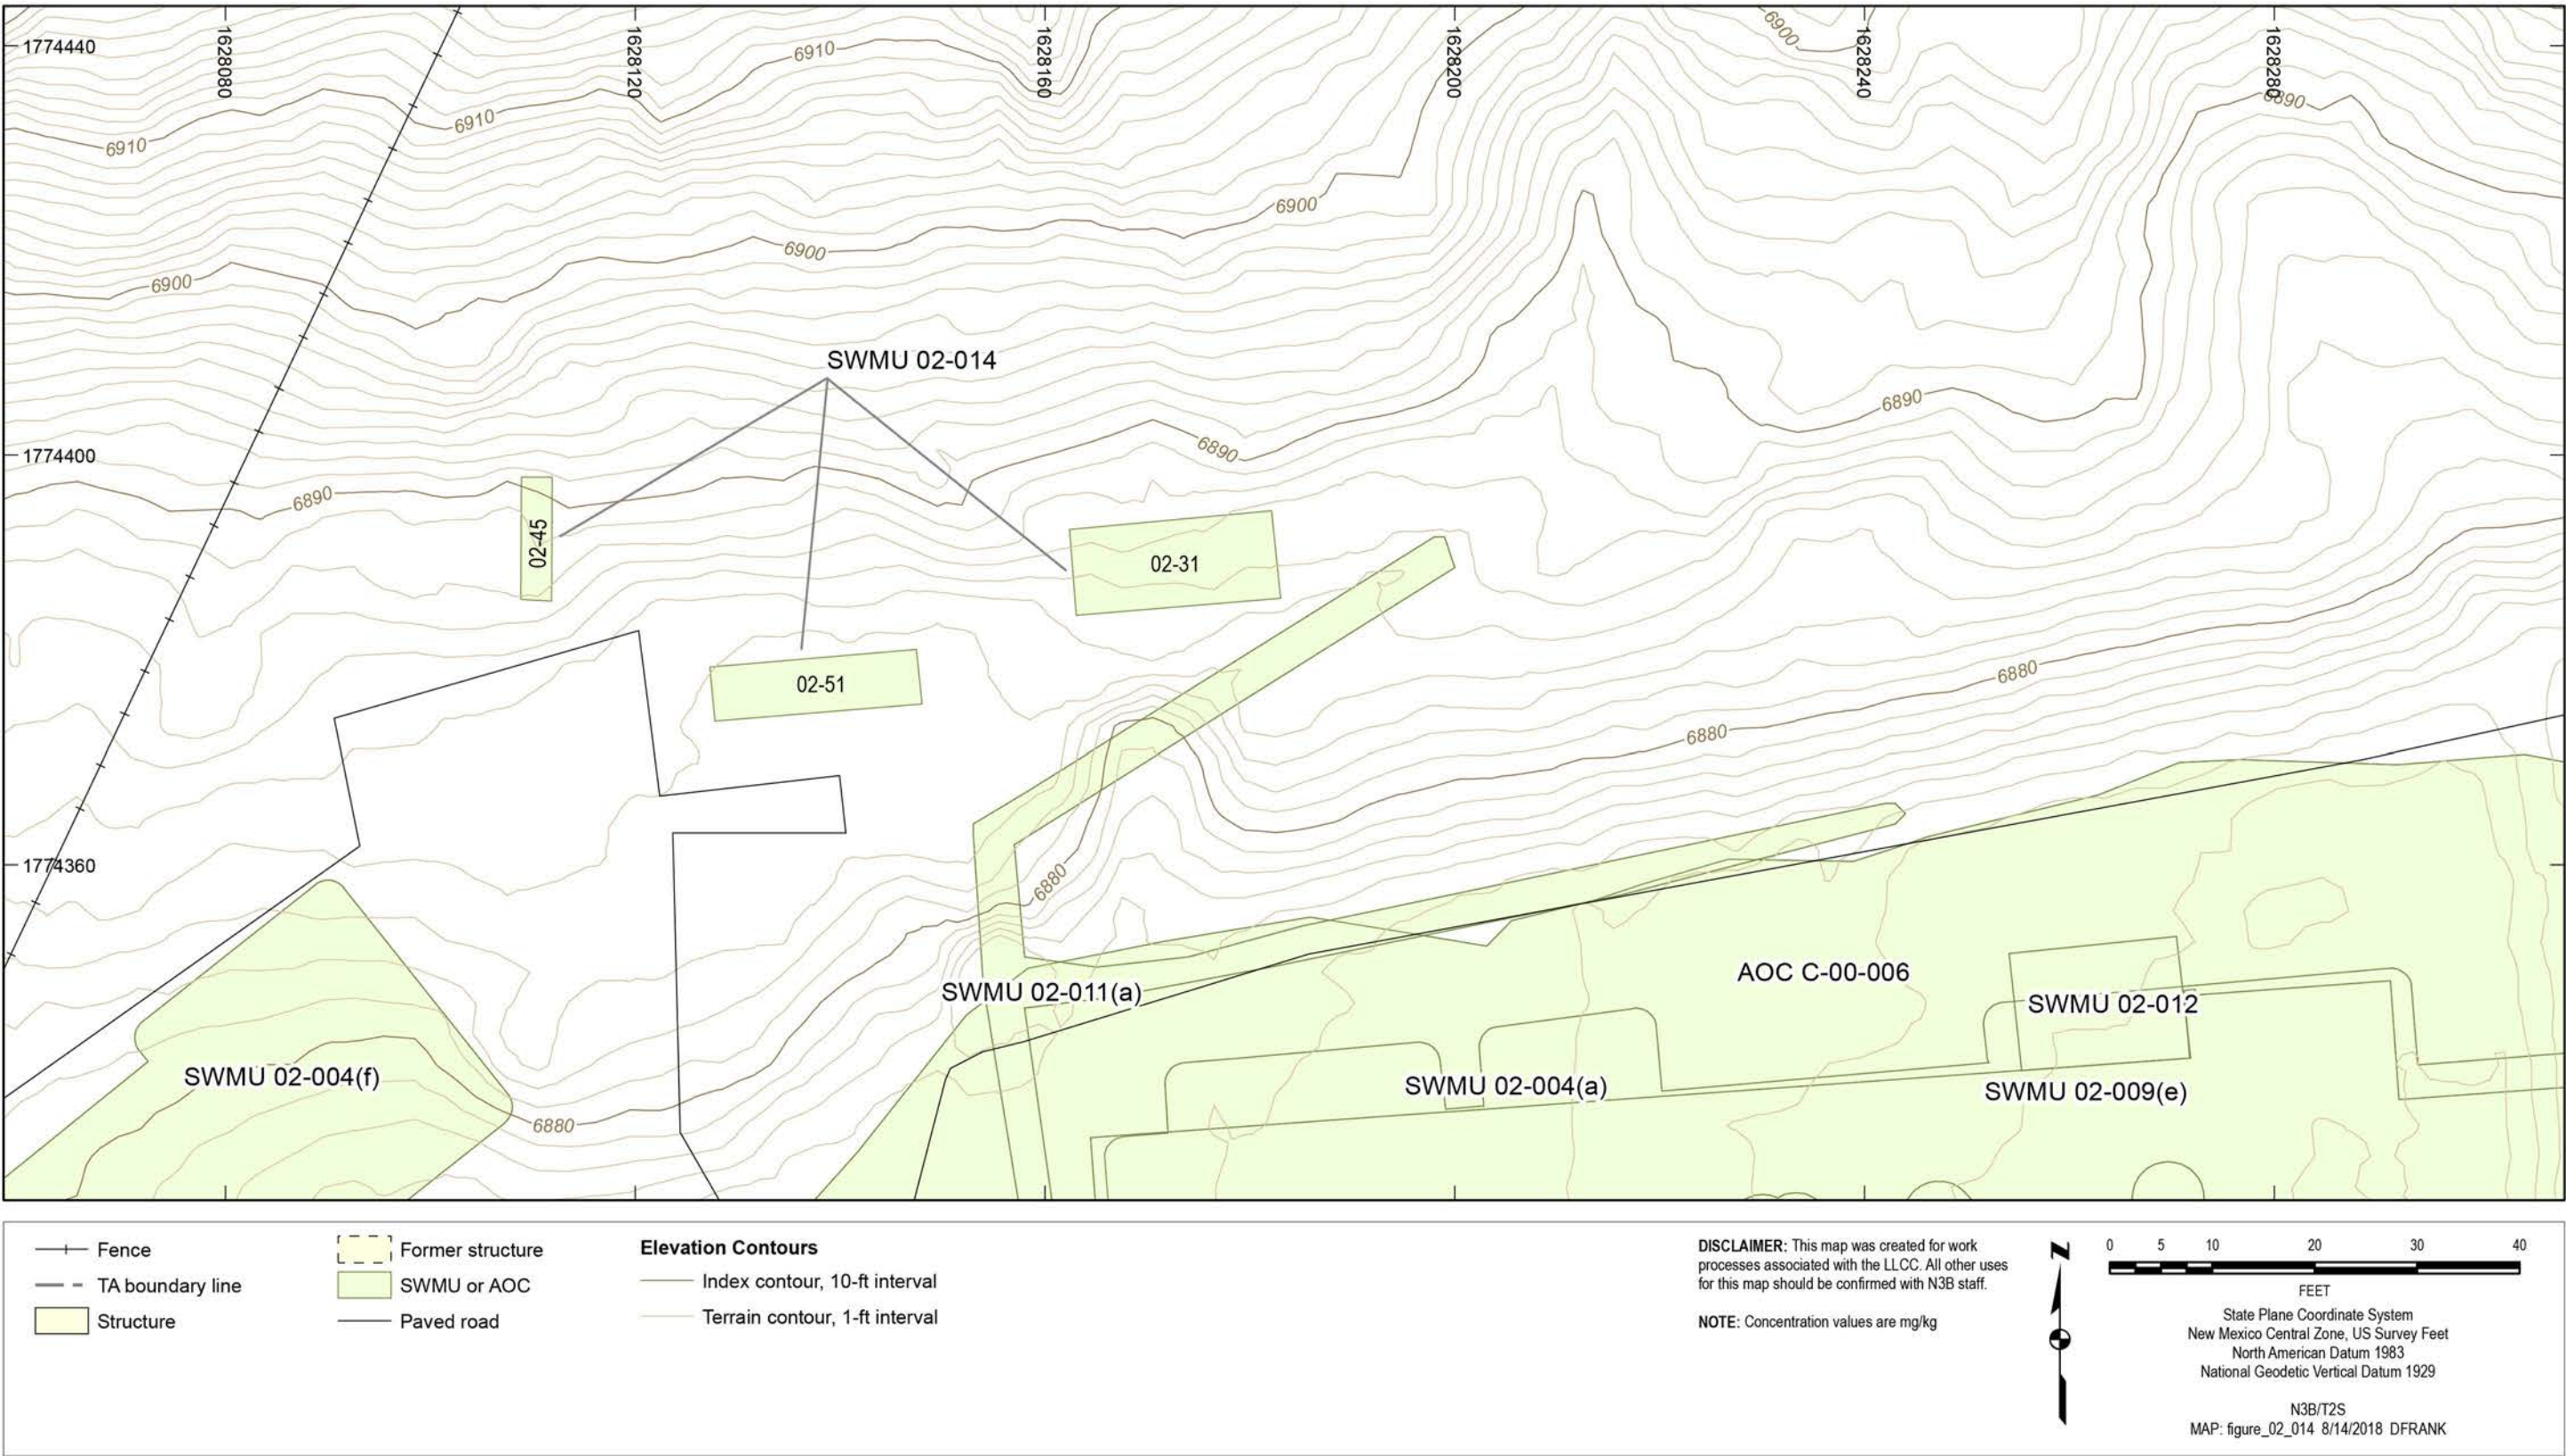 1628080
1628120
1628160
1628200
1628240
1628280
1774440
6910
6900
6890
6910
6910
6900
6900
6900
SWMU 02-014
6890
1774400
6890
6890
02-45
02-31
6880
02-51
6880
1774360
6880
SWMU 02-011(a)
AOC C-00-006
SWMU 02-012
SWMU 02-004(f)
SWMU 02-004(a)
SWMU 02-009(e)
6880
Fence
TA boundary line
Structure
Former structure
SWMU or AOC
Paved road
Elevation Contours
Index contour, 10-ft interval
Terrain contour, 1-ft interval
DISCLAIMER: This map was created for work
processes associated with the LLCC. All other uses
for this map should be confirmed with N3B staff.
NOTE: Concentration values are mg/kg
N
0 5 10 20 30 40
FEET
State Plane Coordinate System
New Mexico Central Zone, US Survey Feet
North American Datum 1983
National Geodetic Vertical Datum 1929
N3B/T2S
MAP: figure_02_014 8/14/2018 DFRANK